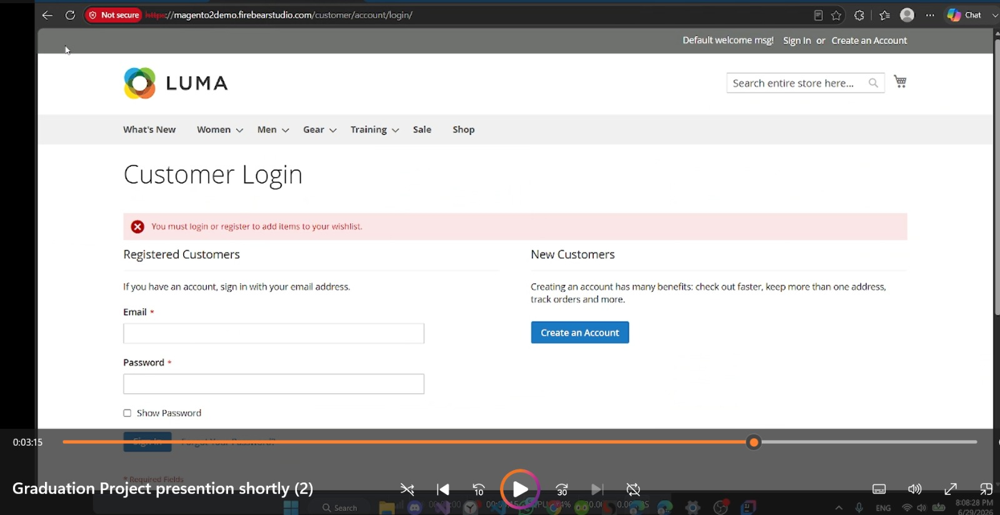 Not secure https://magento2demo.firebearstudio.com/customer/account/login/
Chat
Default welcome msg! Sign In or Create an Account
LUMA
Search entire store here...
What's New Women Men Gear Training Sale Shop
Customer Login
You must login or register to add items to your wishlist.
Registered Customers
If you have an account, sign in with your email address.
Email *
Password *
Show Password
Sign In Forgot Your Password?
* Required Fields
New Customers
Creating an account has many benefits: check out faster, keep more than one address,
track orders and more.
Create an Account
0:03:15
Graduation Project presention shortly (2)
10
30
Search
ENG
8:08:28 PM
6/29/2026